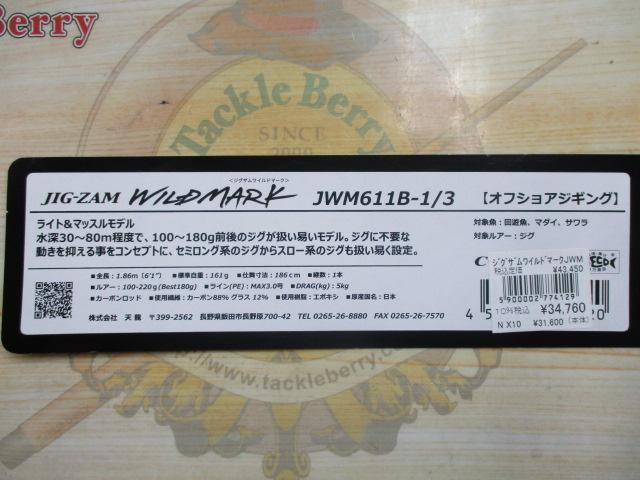 Berry
Tackle Berry
SINCE
JIG-ZAM WILDMARK JWM611B-1/3 【オフショアジギング】
<ジグザムワイルドマーク>
ライト&マッスルモデル
水深30〜80m程度で、100〜180g前後のジグが扱い易いモデル。ジグに不要な
動きを抑える事をコンセプトに、セミロング系のジグからスロー系のジグも扱い易く設定。
■全長：1.86m（6'1"） ■標準自重：161g ■仕舞寸法：186cm ■継数：1本
■ルアー：100-220g（Best180g） ■ライン(PE)：MAX3.0号 ■DRAG(kg)：5kg
■カーボンロッド ■使用繊維：カーボン88% グラス 12% ■使用樹脂：エポキシ ■原産国：日本
株式会社 天龍 〒399-2562 長野県飯田市長野原700-42 TEL 0265-26-8880 FAX 0265-26-7570
対象魚：回遊魚、マダイ、サワラ
対象ルアー：ジグ
ｼﾞｸﾞｻﾞﾑﾜｲﾙﾄﾞﾏｰｸJWM
税込定価 ¥43,450
5900002774129
10%税込 ¥34,760
N X10 ¥31,600 (本体)
4 5
0
http://www.tackleberry.co